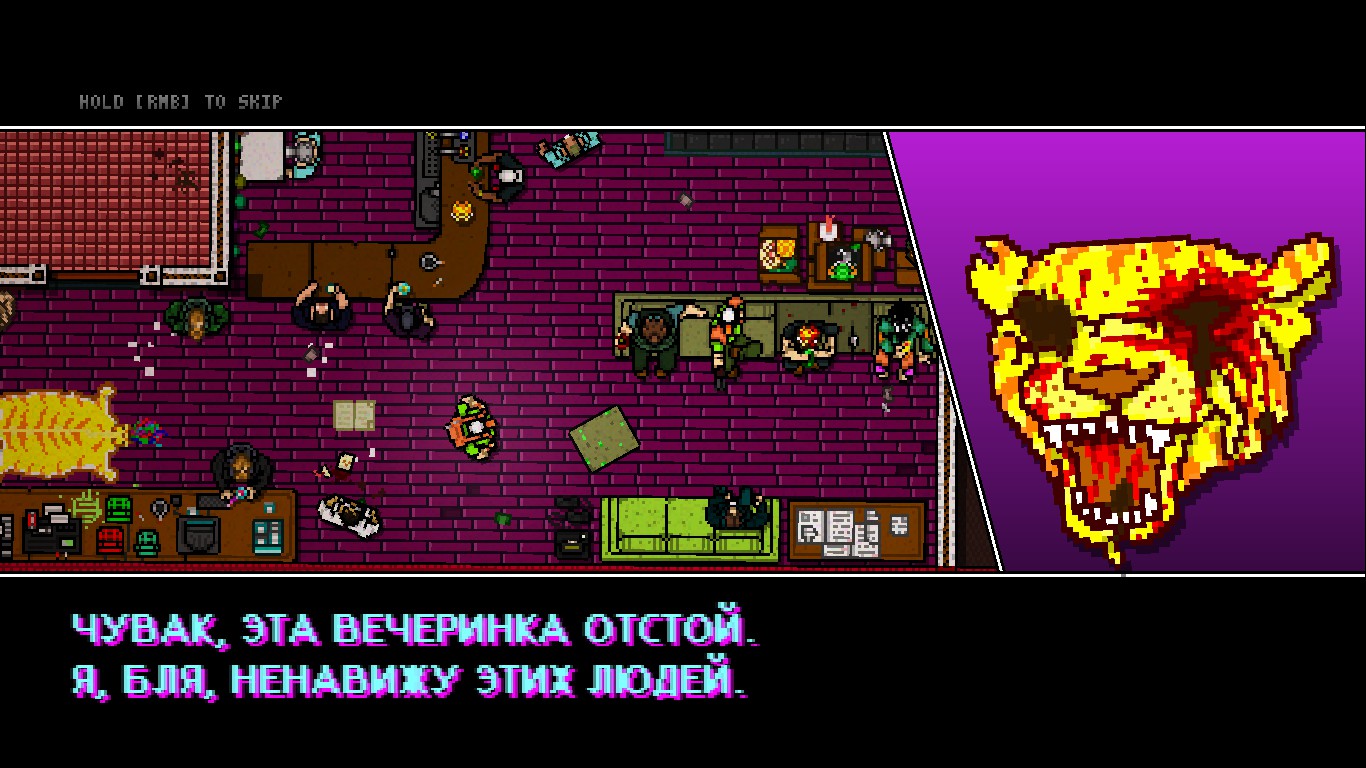 HOLD [RMB] TO SKIP
ЧУВАК, ЭТА ВЕЧЕРИНКА ОТСТОЙ.
Я, БЛЯ, НЕНАВИЖУ ЭТИХ ЛЮДЕЙ.